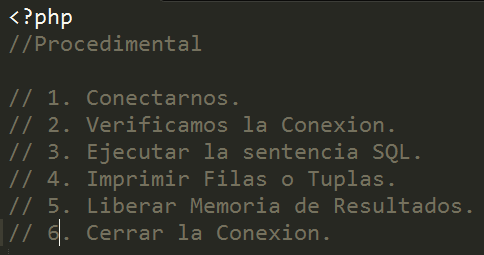 <?php
//Procedimental
// 1. Conectarnos.
// 2. Verificamos la Conexion.
// 3. Ejecutar la sentencia SQL.
// 4. Imprimir Filas o Tuplas.
// 5. Liberar Memoria de Resultados.
// 6. Cerrar la Conexion.